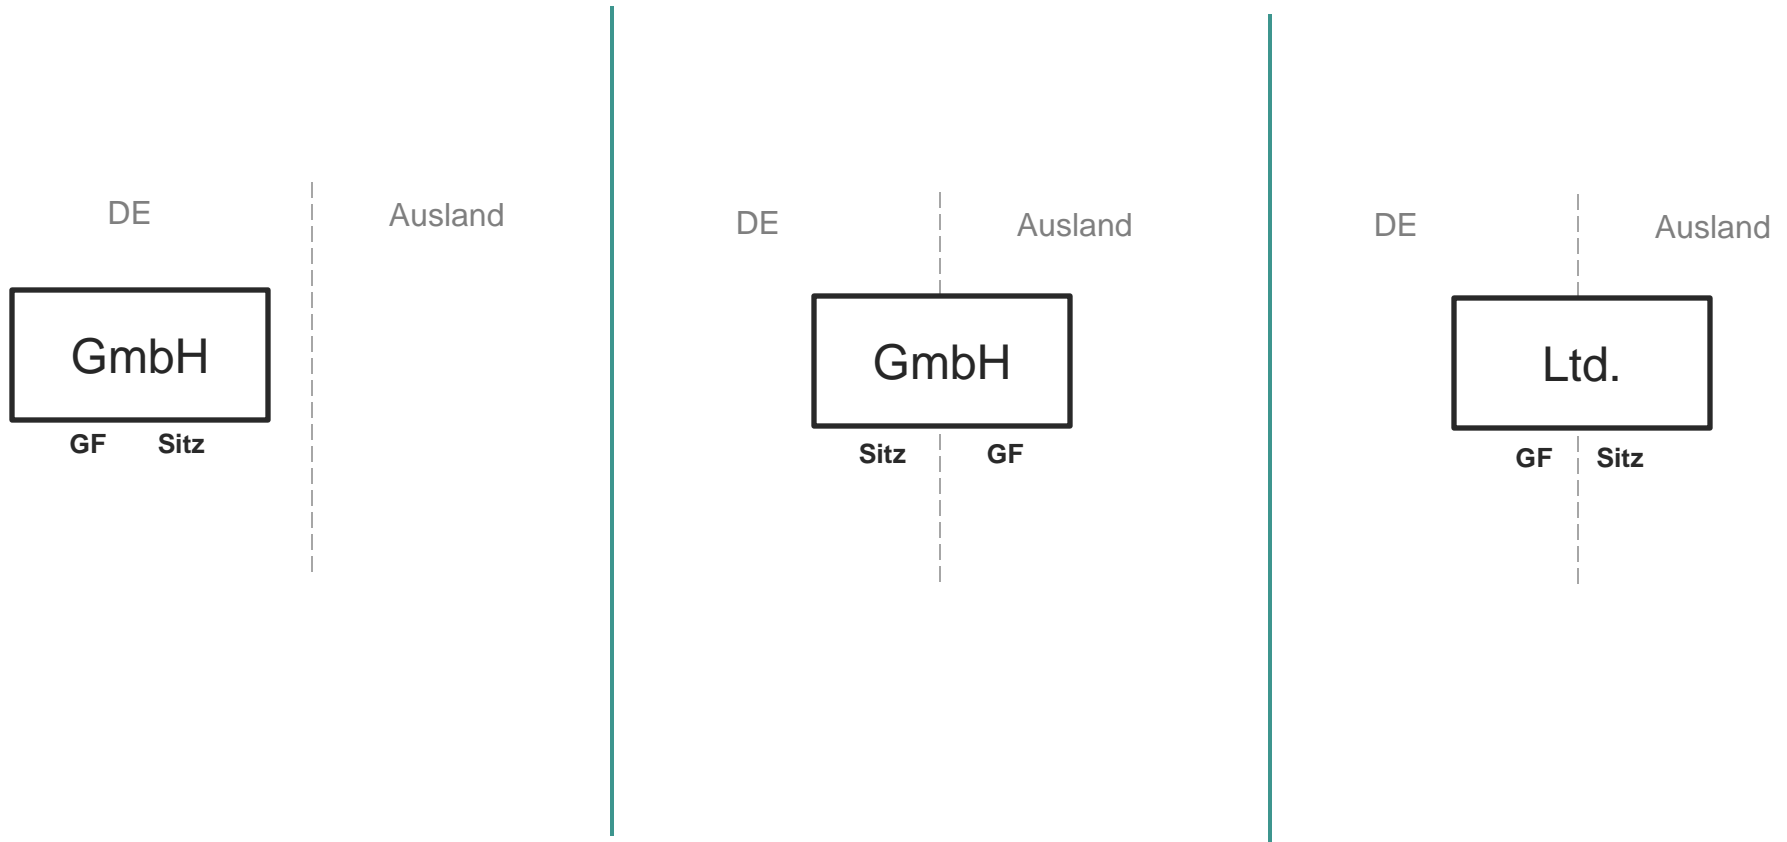 DE Ausland
GmbH
GF Sitz
DE Ausland
GmbH
Sitz GF
DE Ausland
Ltd.
GF Sitz